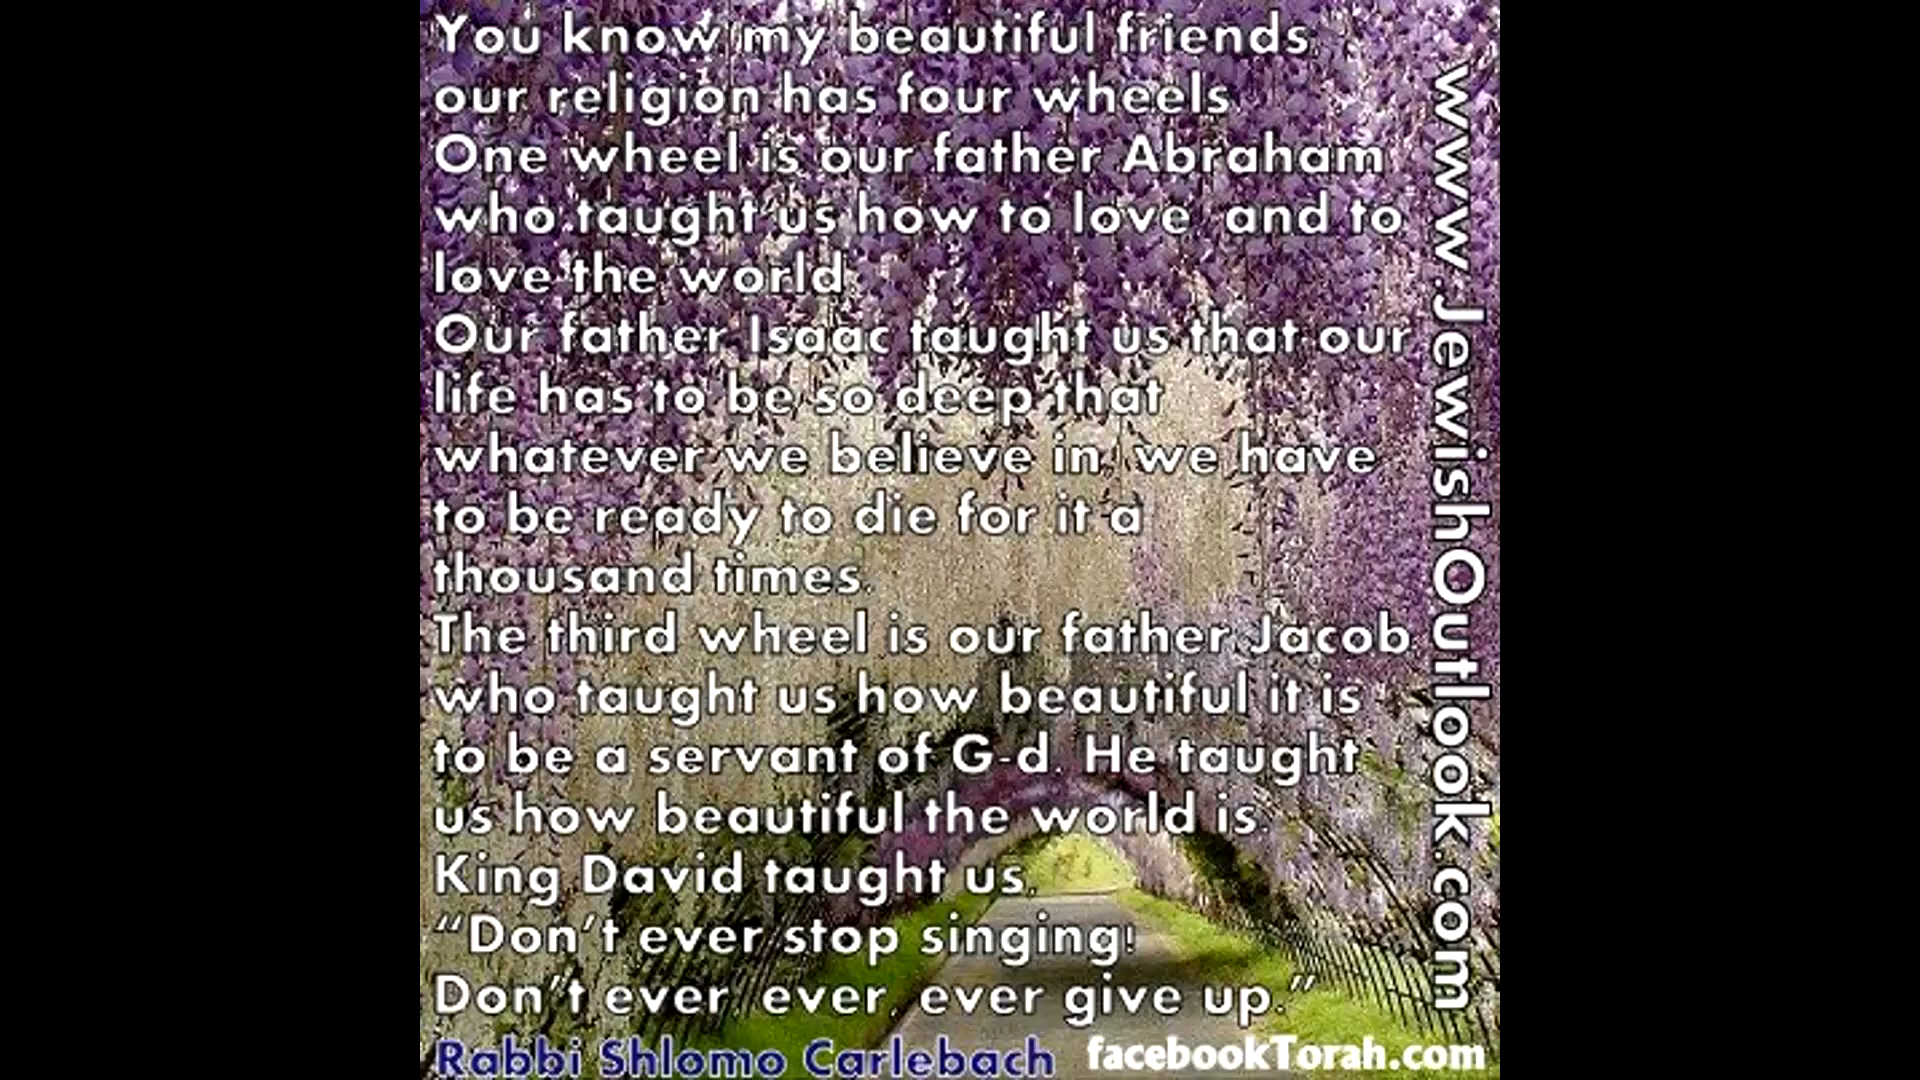 You know my beautiful friends,
our religion has four wheels.
One wheel is our father Abraham
who taught us how to love, and to
love the world.
Our father Isaac taught us that our
life has to be so deep that
whatever we believe in, we have
to be ready to die for it a
thousand times.
The third wheel is our father Jacob
who taught us how beautiful it is
to be a servant of G-d. He taught
us how beautiful the world is.
King David taught us,
“Don’t ever stop singing!
Don’t ever, ever, ever give up.”
Rabbi Shlomo Carlebach
facebookTorah.com
www.JewishOutlook.com